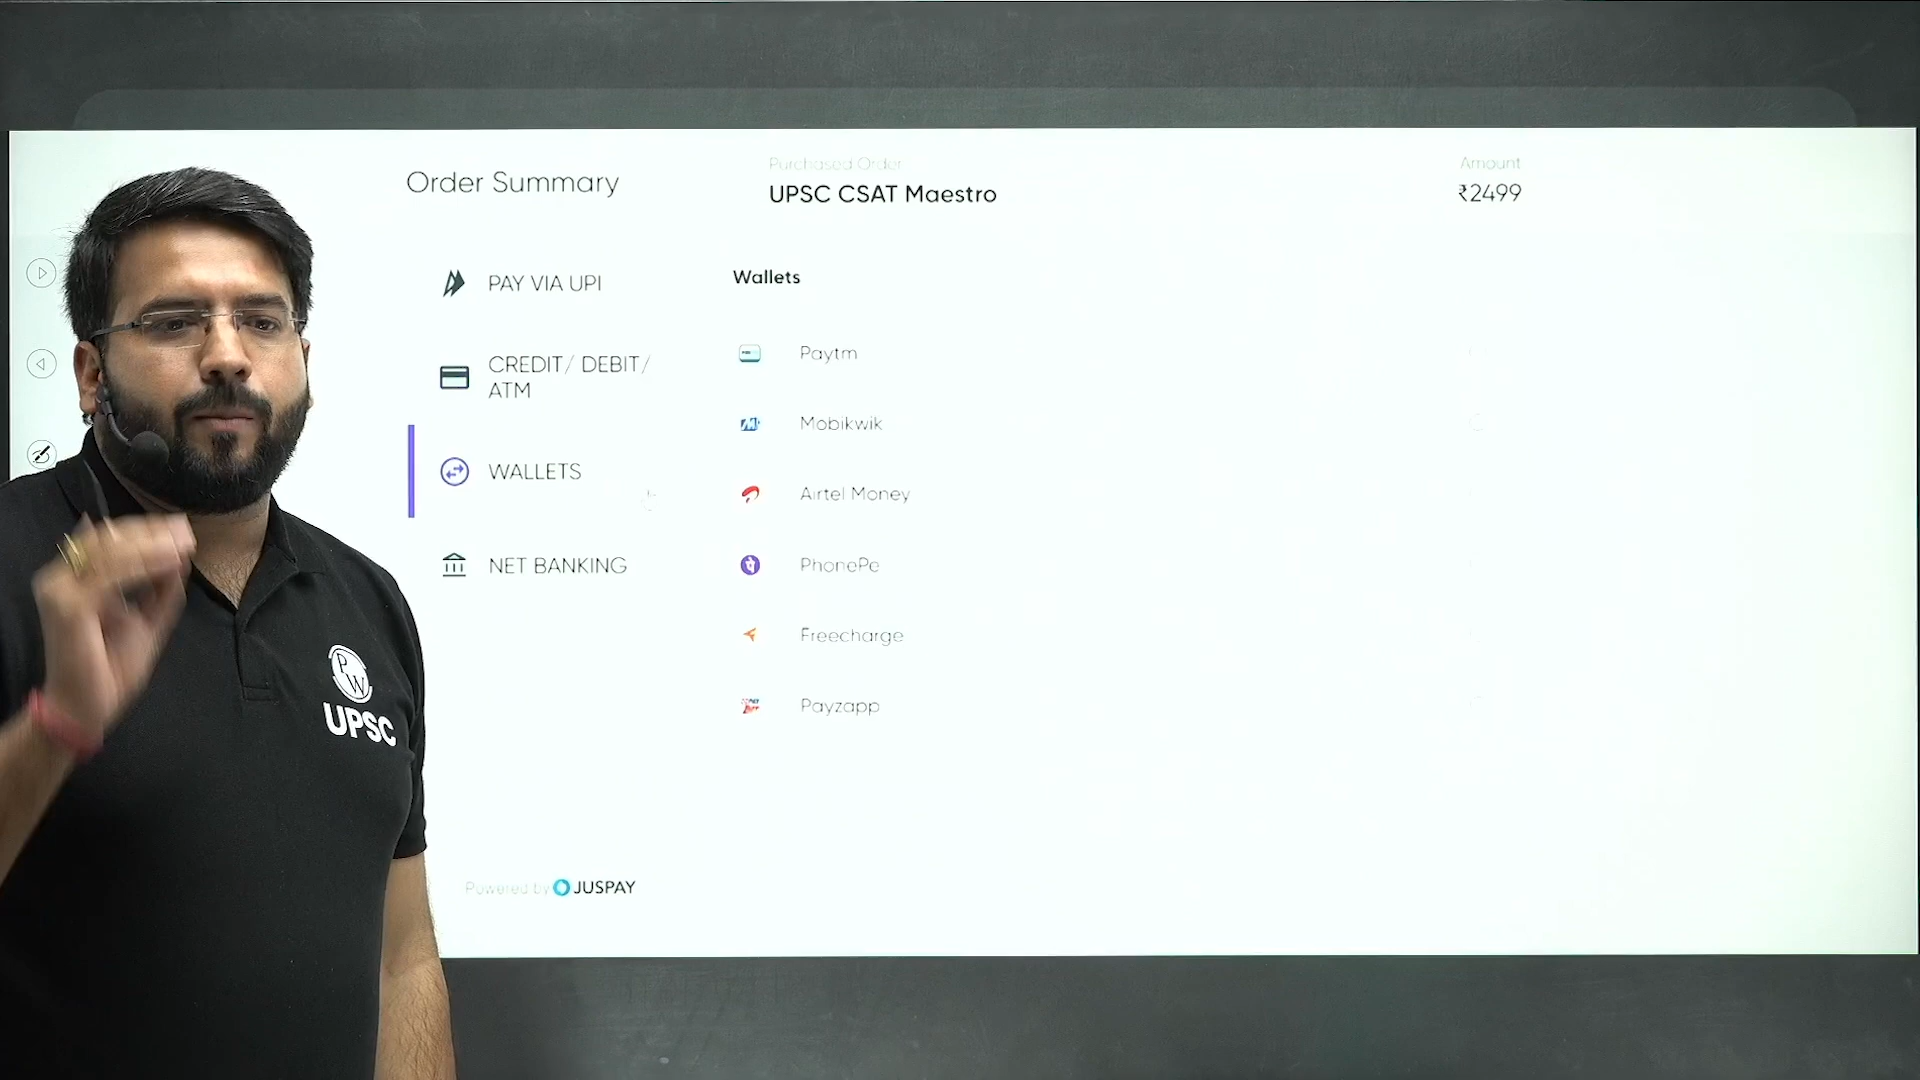 Order Summary
Purchased Order
UPSC CSAT Maestro
Amount
₹2499
PAY VIA UPI
CREDIT/ DEBIT/
ATM
WALLETS
NET BANKING
Wallets
Paytm
Mobikwik
Airtel Money
PhonePe
Freecharge
Payzapp
Powered by JUSPAY
PW
UPSC